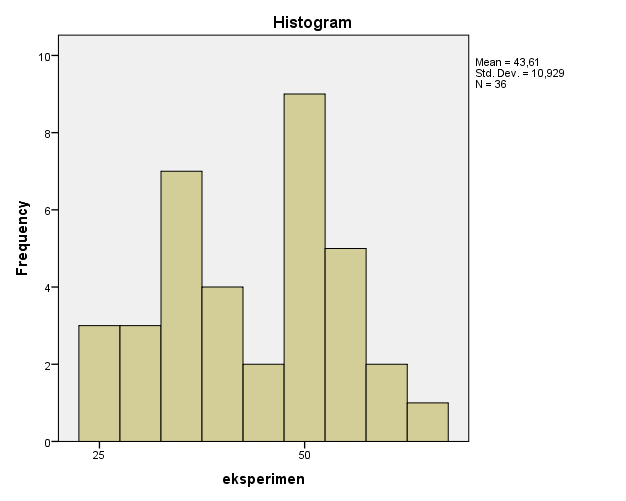 Histogram
Mean = 43,61
Std. Dev. = 10,929
N = 36
Frequency
10
8
6
4
2
0
25
50
eksperimen